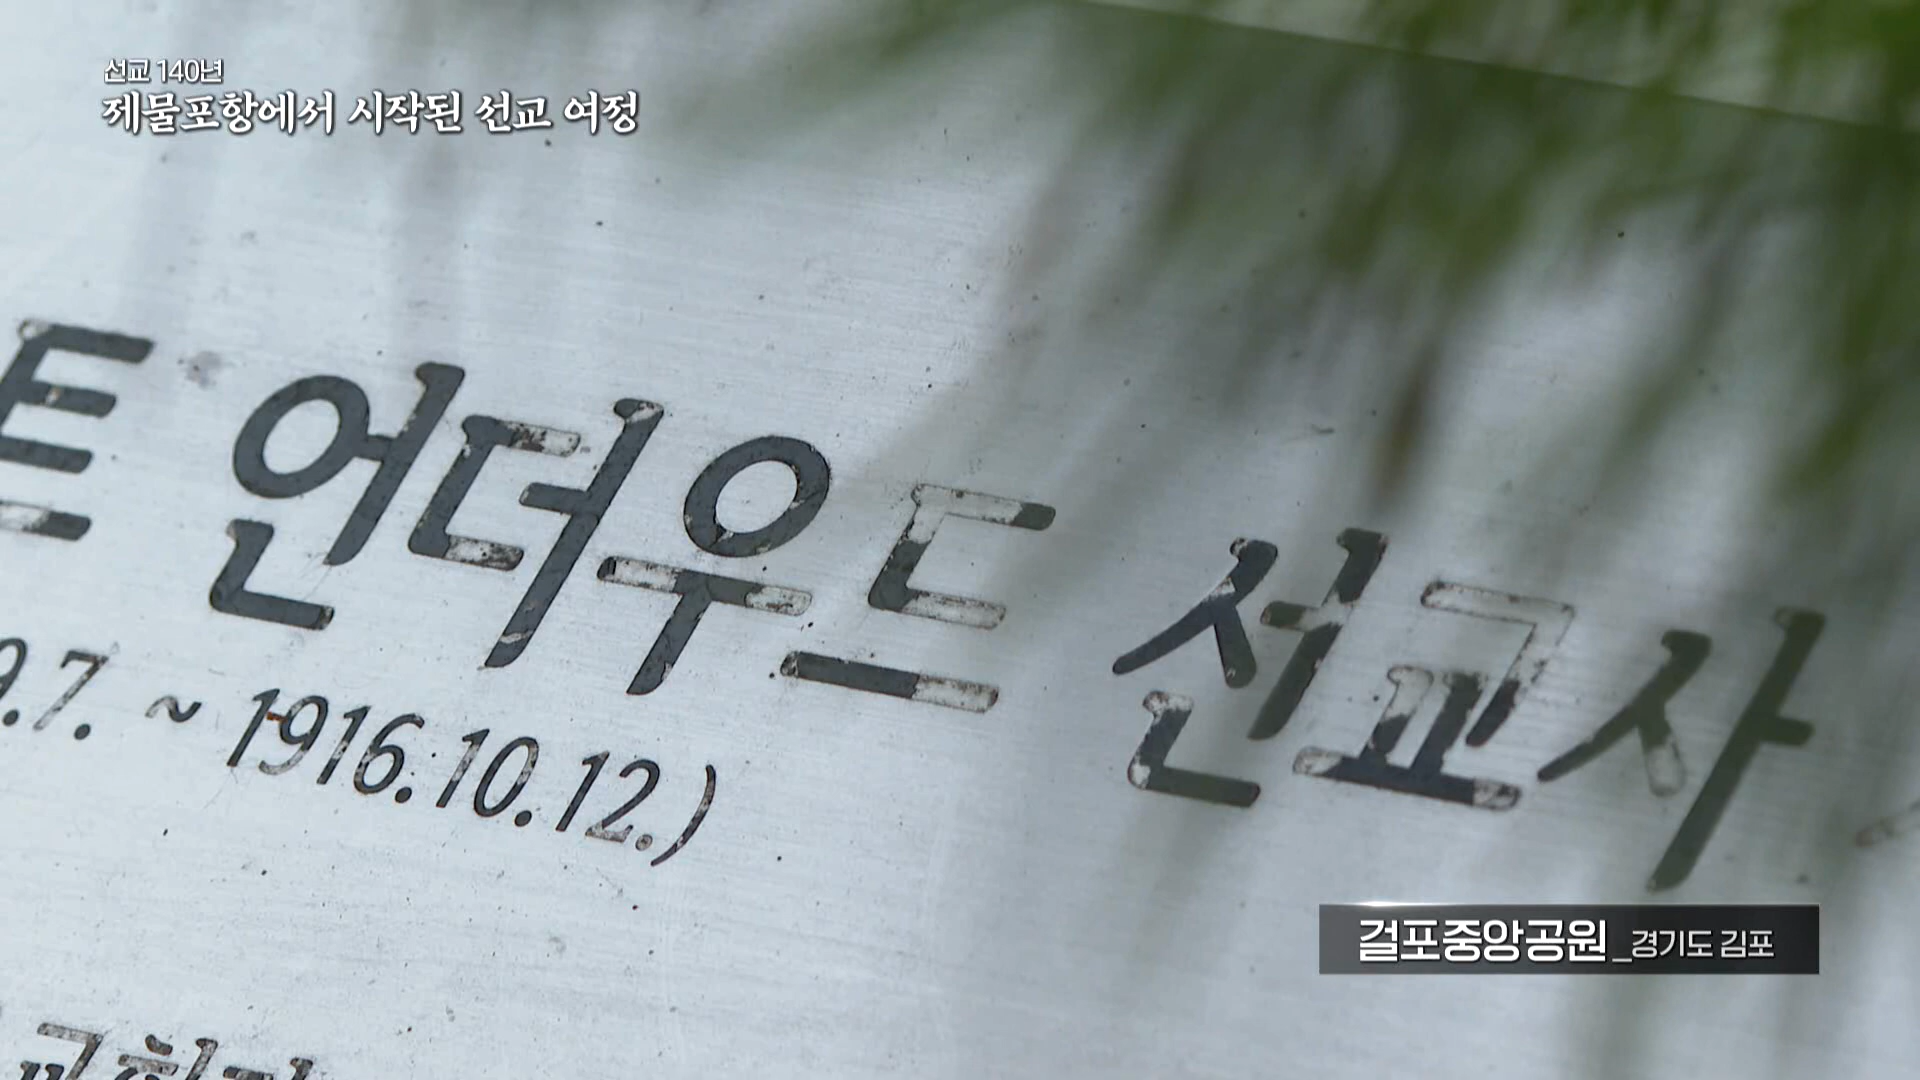 선교 140년
제물포항에서 시작된 선교 여정
트 언더우드 선교사
9.7. ~ 1916.10.12.)
걸포중앙공원_경기도 김포